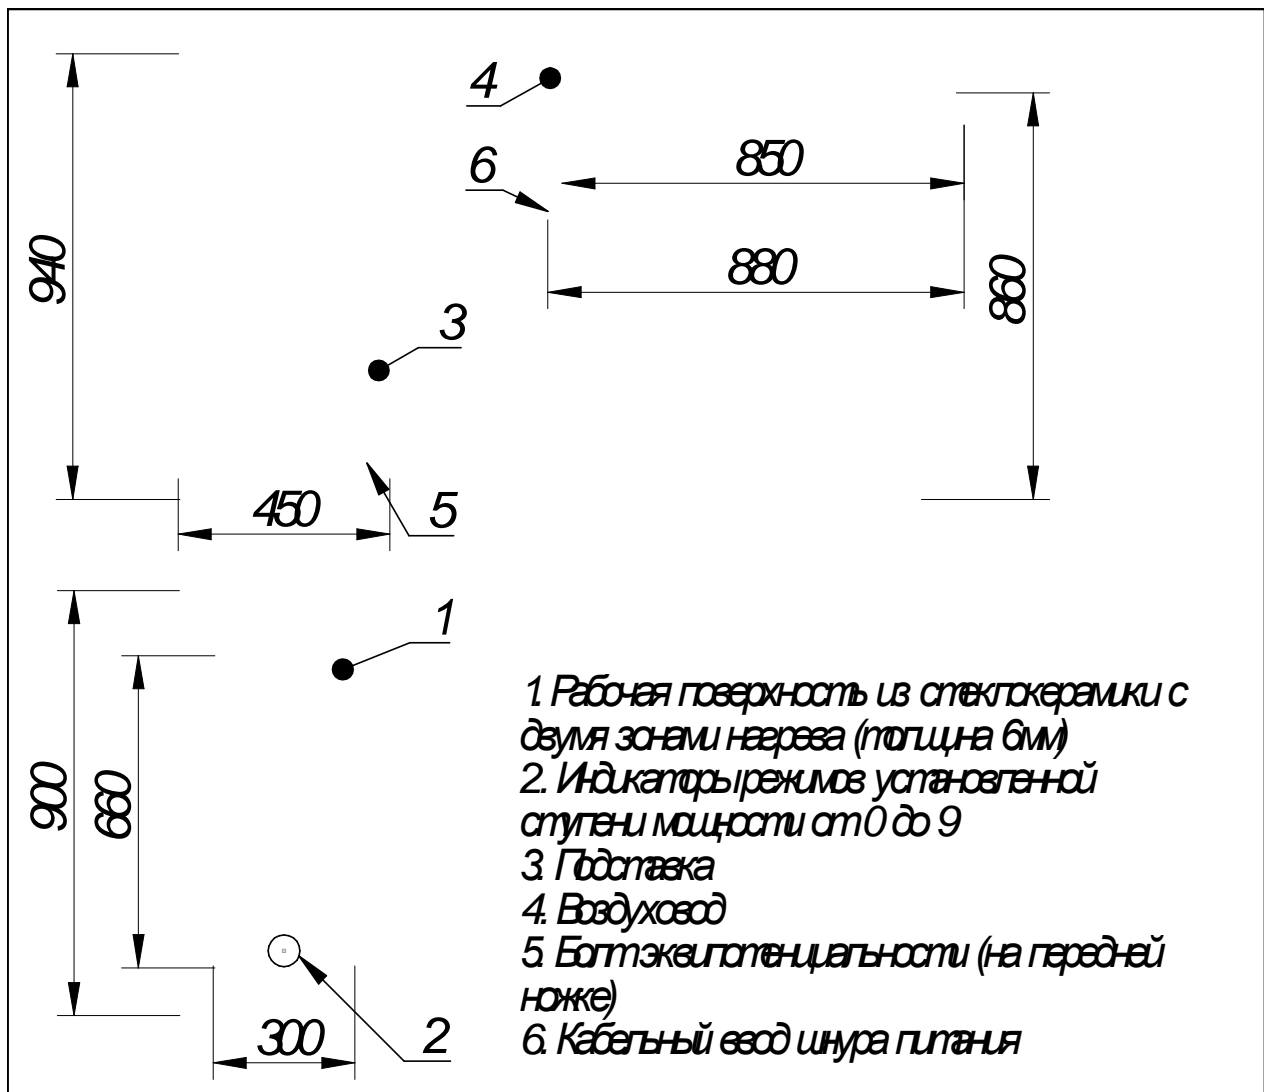 4
850
6
940
880
860
3
450
5
1
900
660
300
2
1. Рабочая поверхность из стеклокерамики с
двумя зонами нагрева (толщина 6мм)
2. Индикаторы режимов установленной
ступени мощности от 0 до 9
3. Подставка
4. Воздуховод
5. Болт эквипотенциальности (на передней
ножке)
6. Кабельный ввод шнура питания